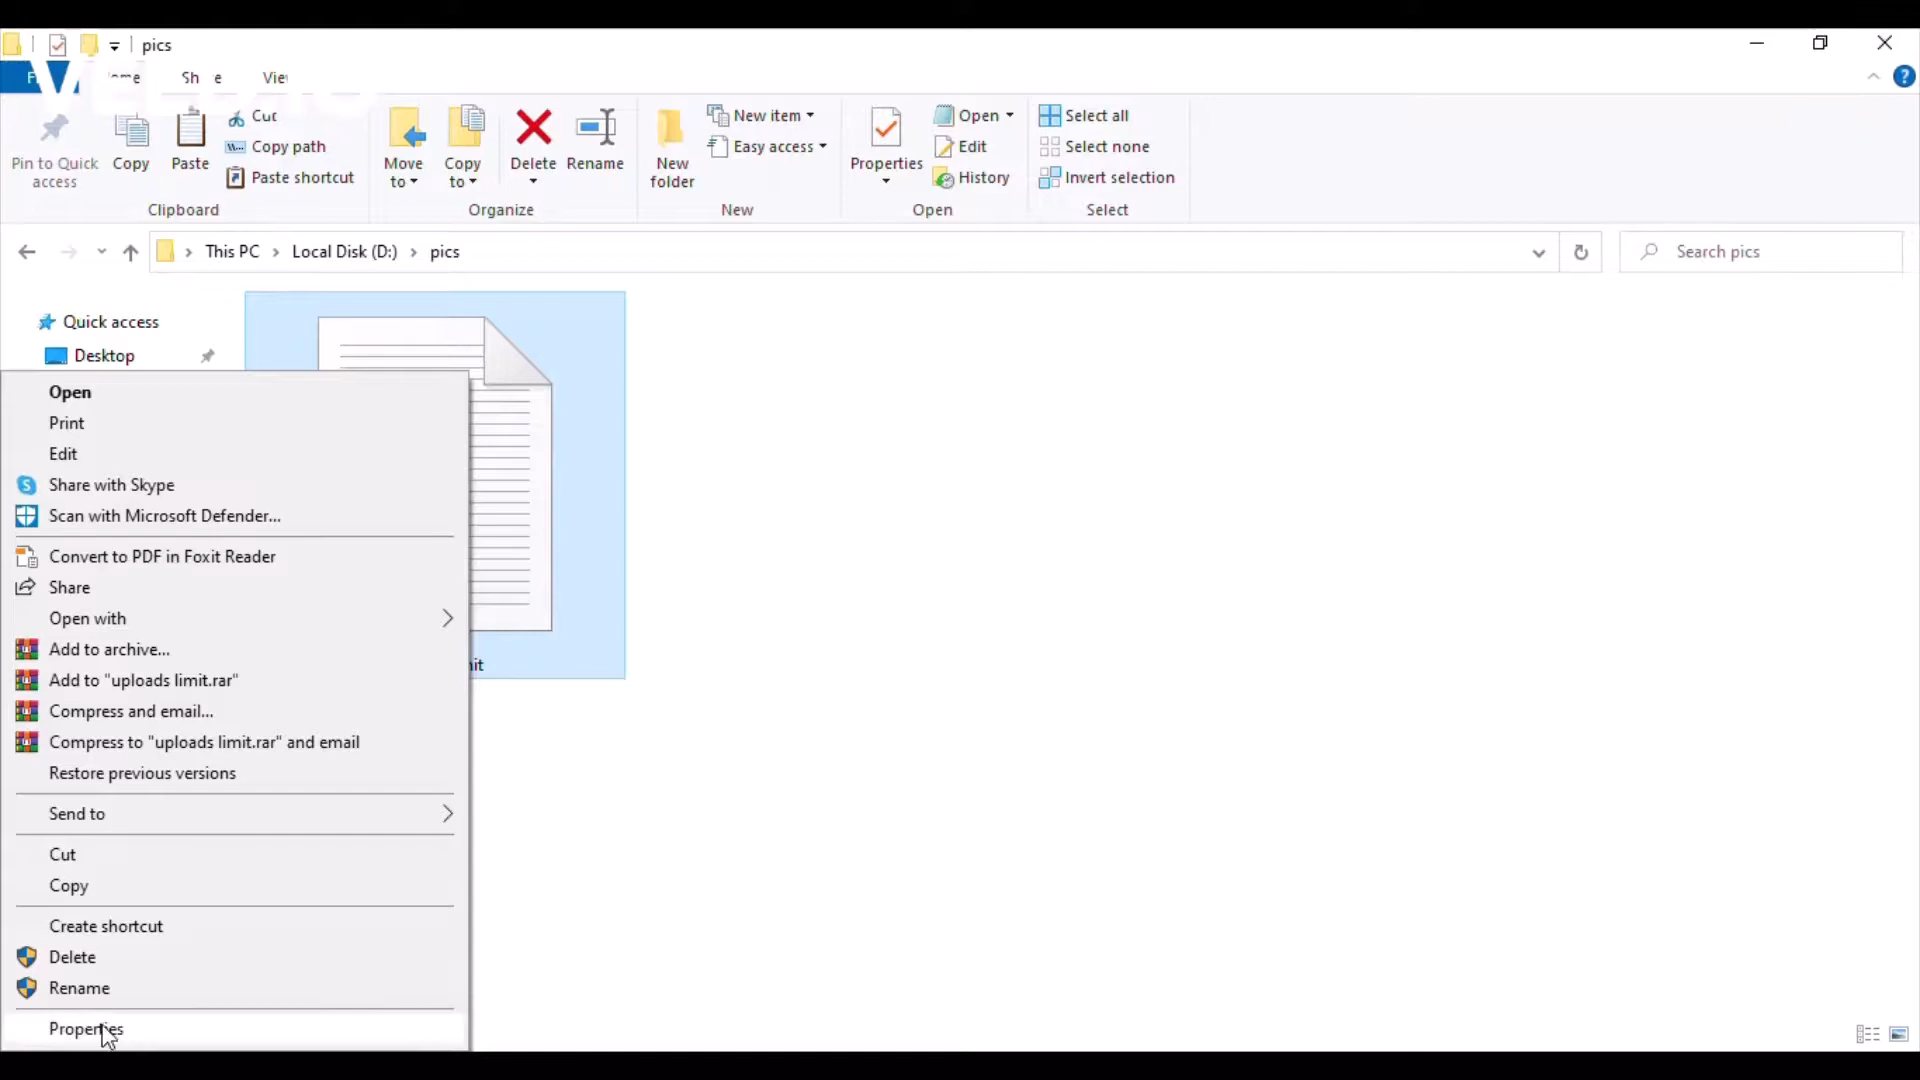 pics
Sh e
Vie
Pin to Quick access
Copy
Paste
Cut
Copy path
Paste shortcut
Clipboard
Move to
Copy to
Delete
Rename
Organize
New folder
New item
Easy access
New
Properties
Open
Edit
History
Open
Select all
Select none
Invert selection
Select
This PC
Local Disk (D:)
pics
Search pics
Quick access
Desktop
Open
Print
Edit
Share with Skype
Scan with Microsoft Defender...
Convert to PDF in Foxit Reader
Share
Open with
Add to archive...
Add to "uploads limit.rar"
Compress and email...
Compress to "uploads limit.rar" and email
Restore previous versions
Send to
Cut
Copy
Create shortcut
Delete
Rename
Properties